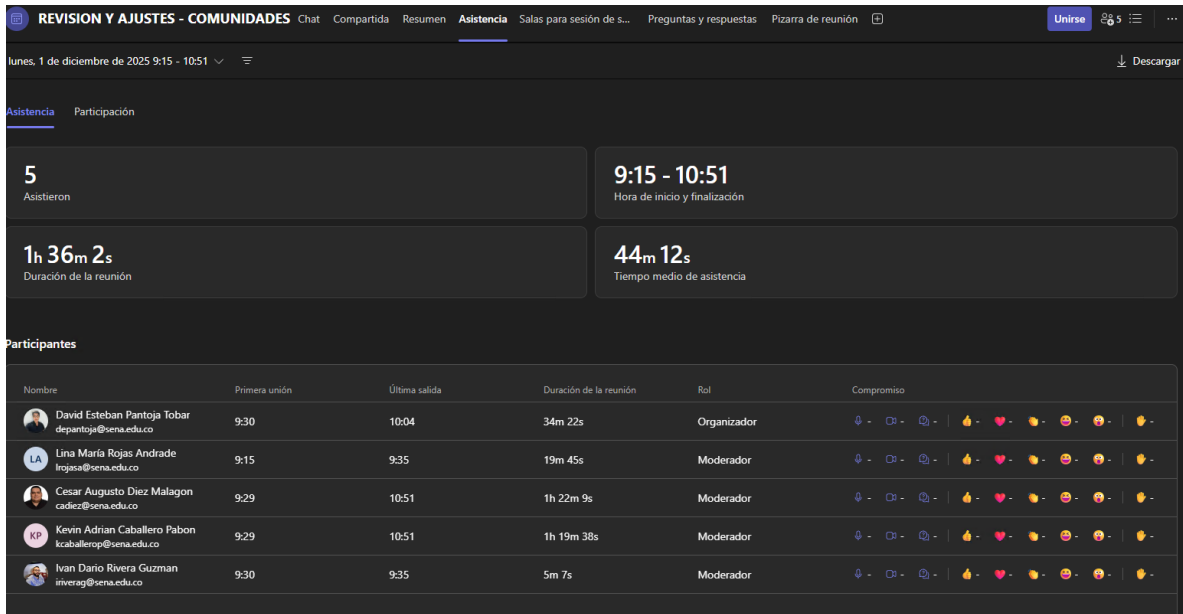 REVISION Y AJUSTES - COMUNIDADES Chat Compartida Resumen Asistencia Salas para sesión de s... Preguntas y respuestas Pizarra de reunión Unirse 5 ...
lunes, 1 de diciembre de 2025 9:15 - 10:51 Descargar
Asistencia Participación
5 9:15 - 10:51
Asistieron Hora de inicio y finalización
1h 36m 2s 44m 12s
Duración de la reunión Tiempo medio de asistencia
Participantes
Nombre Primera unión Última salida Duración de la reunión Rol Compromiso
David Esteban Pantoja Tobar
depantoja@sena.edu.co 9:30 10:04 34m 22s Organizador - - - - - - - - -
LA Lina María Rojas Andrade
lrojasa@sena.edu.co 9:15 9:35 19m 45s Moderador - - - - - - - - -
Cesar Augusto Diez Malagon
cadiez@sena.edu.co 9:29 10:51 1h 22m 9s Moderador - - - - - - - - -
KP Kevin Adrian Caballero Pabon
kcaballerop@sena.edu.co 9:29 10:51 1h 19m 38s Moderador - - - - - - - - -
Ivan Dario Rivera Guzman
iriverag@sena.edu.co 9:30 9:35 5m 7s Moderador - - - - - - - - -